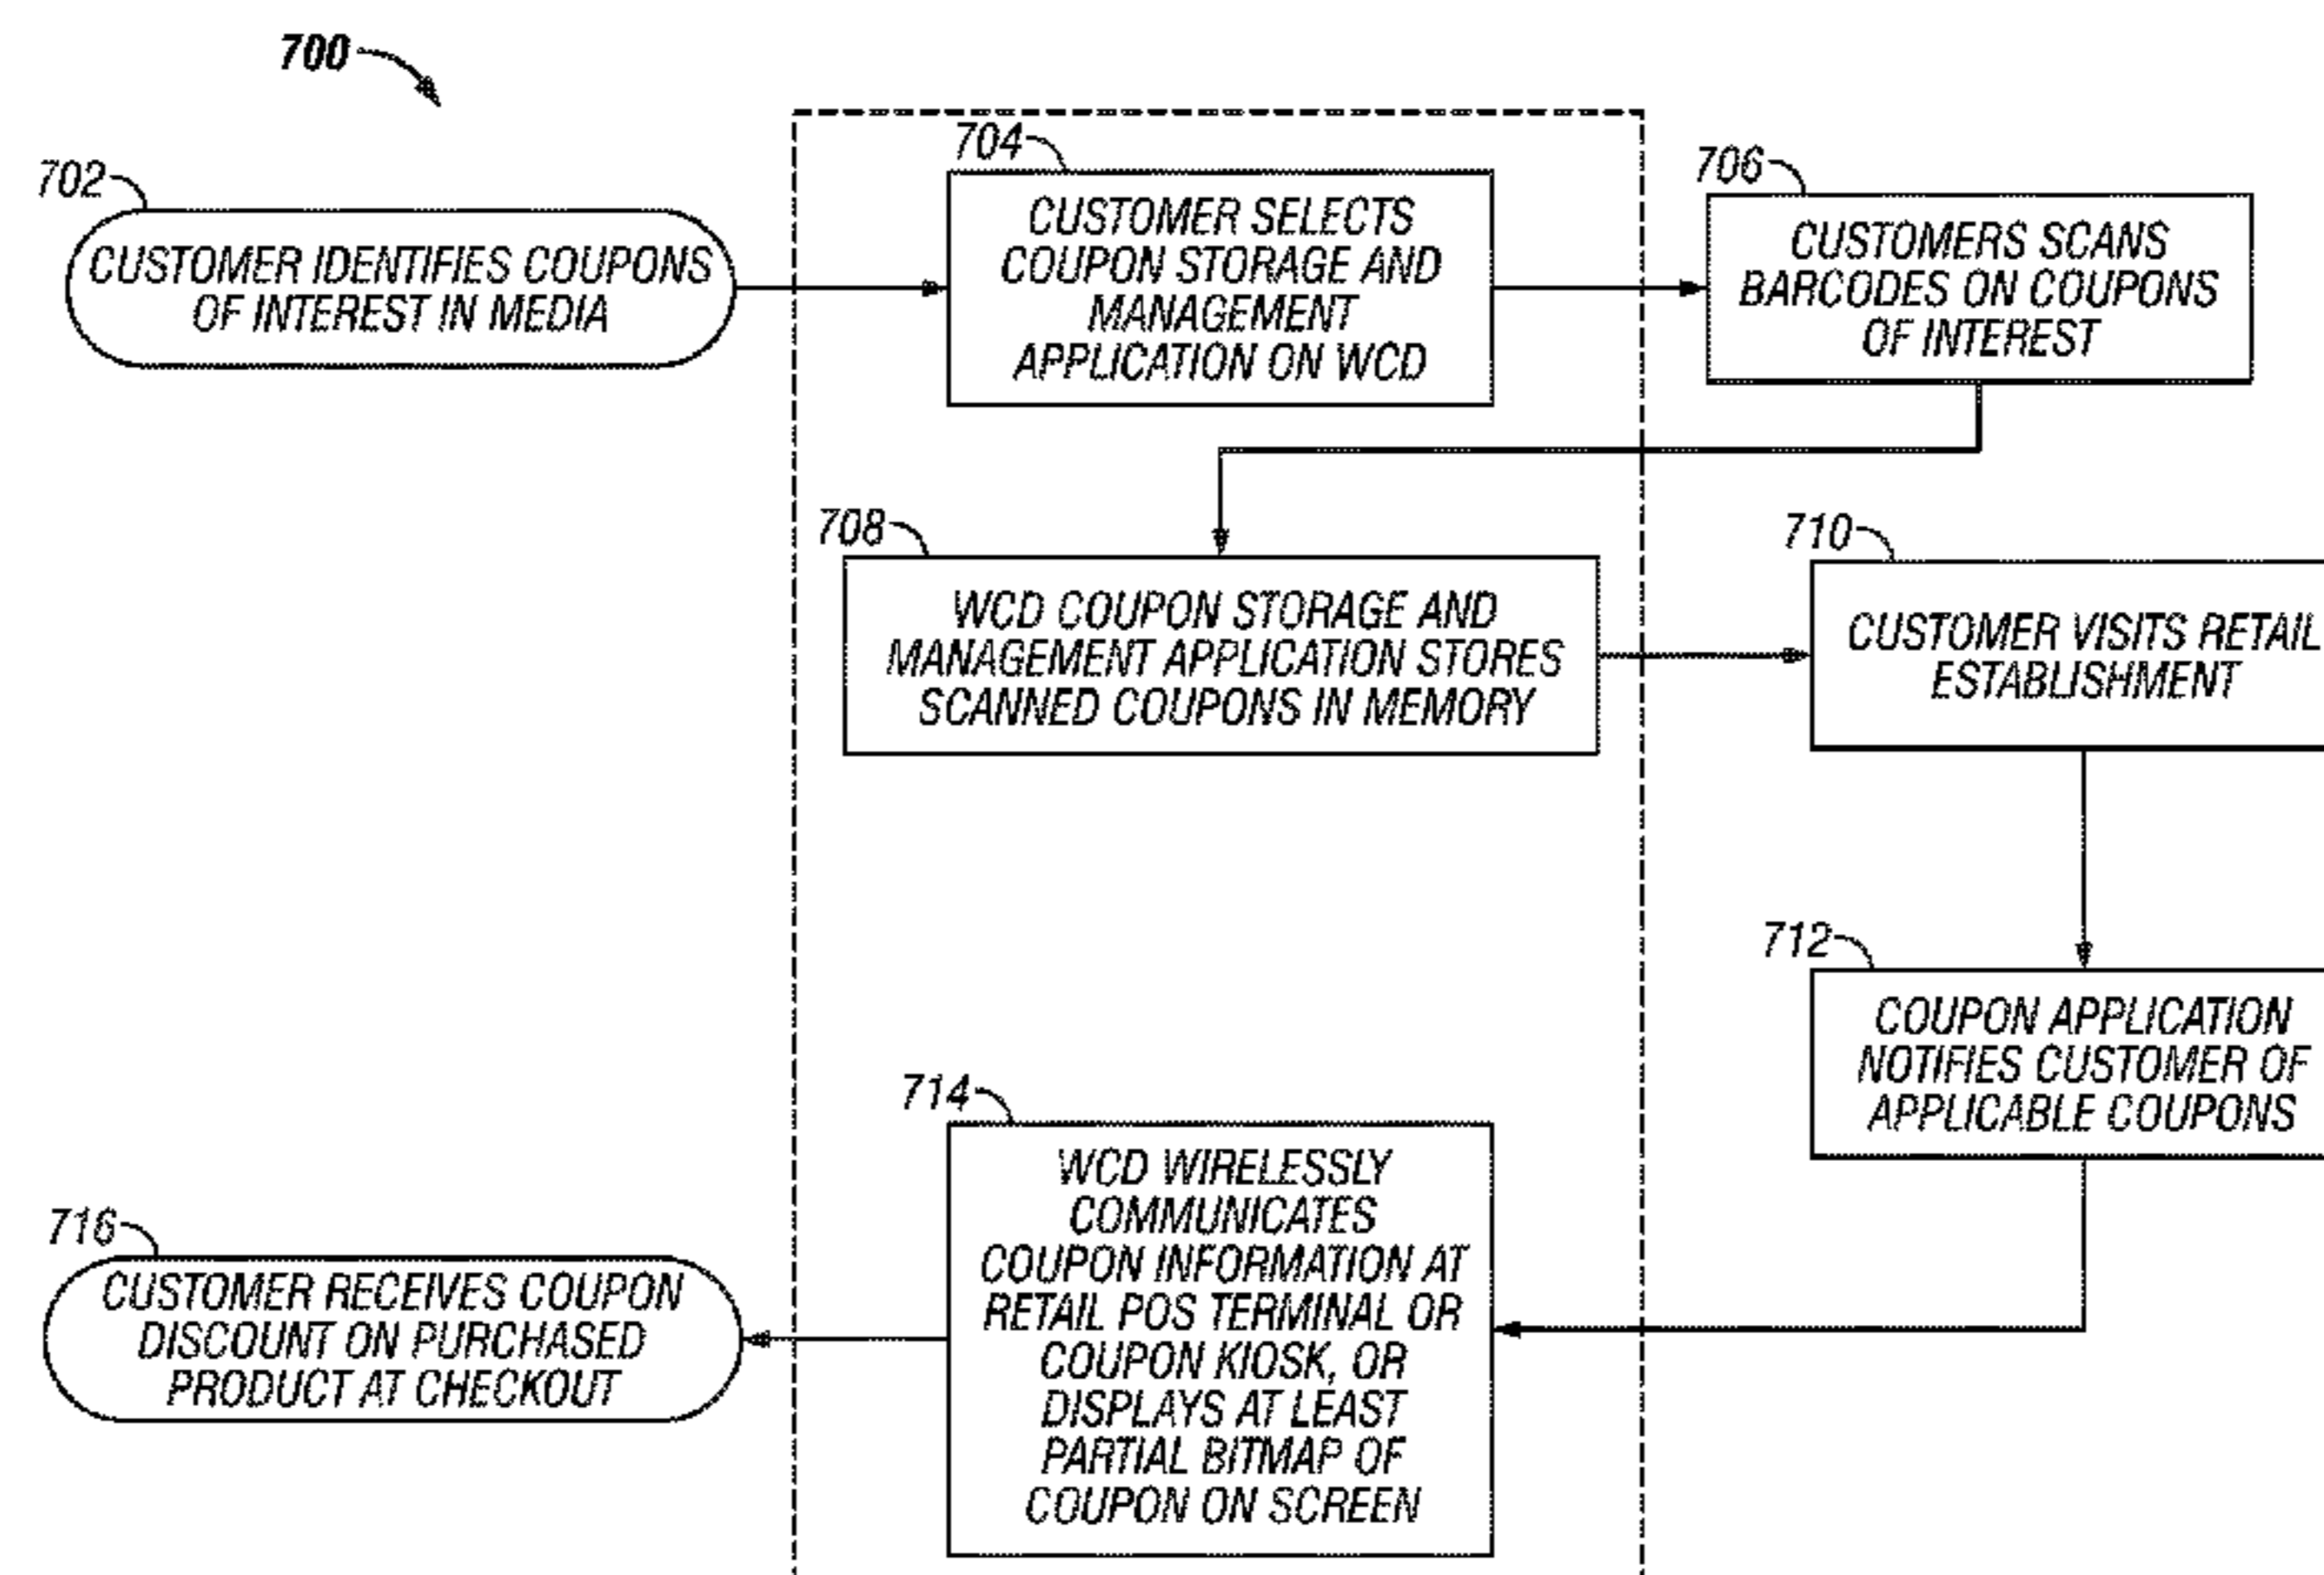 700
702
CUSTOMER IDENTIFIES COUPONS
OF INTEREST IN MEDIA
704
CUSTOMER SELECTS
COUPON STORAGE AND
MANAGEMENT
APPLICATION ON WCD
706
CUSTOMERS SCANS
BARCODES ON COUPONS
OF INTEREST
708
WCD COUPON STORAGE AND
MANAGEMENT APPLICATION STORES
SCANNED COUPONS IN MEMORY
710
CUSTOMER VISITS RETAIL
ESTABLISHMENT
712
COUPON APPLICATION
NOTIFIES CUSTOMER OF
APPLICABLE COUPONS
714
WCD WIRELESSLY
COMMUNICATES
COUPON INFORMATION AT
RETAIL POS TERMINAL OR
COUPON KIOSK, OR
DISPLAYS AT LEAST
PARTIAL BITMAP OF
COUPON ON SCREEN
716
CUSTOMER RECEIVES COUPON
DISCOUNT ON PURCHASED
PRODUCT AT CHECKOUT